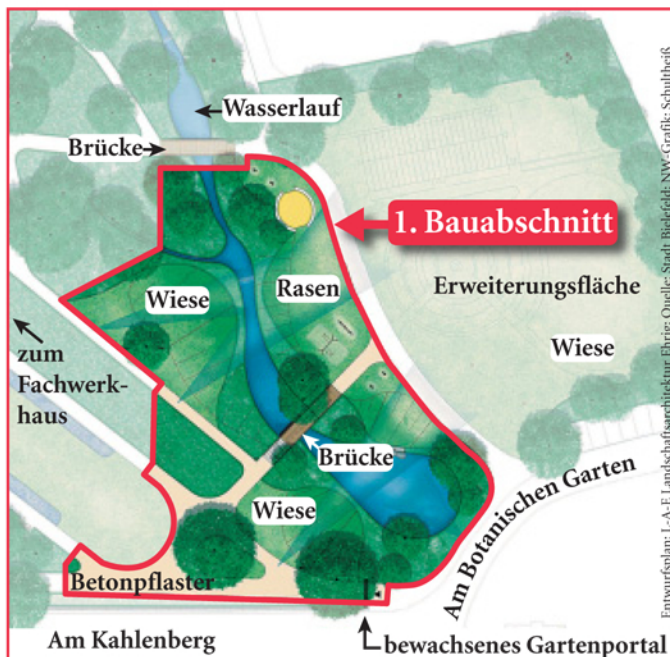 Wasserlauf
Brücke
1. Bauabschnitt
Wiese
Rasen
Erweiterungsfläche
Wiese
zum
Fachwerk-
haus
Brücke
Wiese
Am Botanischen Garten
Betonpflaster
Am Kahlenberg
bewachsenes Gartenportal
Entwurfsplan: L-A-E Landschaftsarchitektur Ehrig; Quelle: Stadt Bielefeld; NW-Grafik: Schultheiß